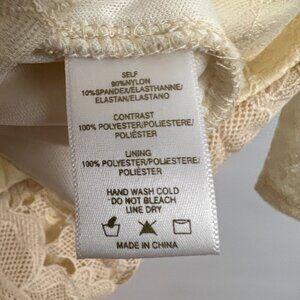 SELF
90%NYLON
10%SPANDEX/ELASTHANNE/
ELASTAN/ELASTANO
CONTRAST
100% POLYESTER/POLIESTERE/
POLIÉSTER
LINING
100% POLYESTER/POLIESTERE/
POLIÉSTER
HAND WASH COLD
DO NOT BLEACH
LINE DRY
MADE IN CHINA